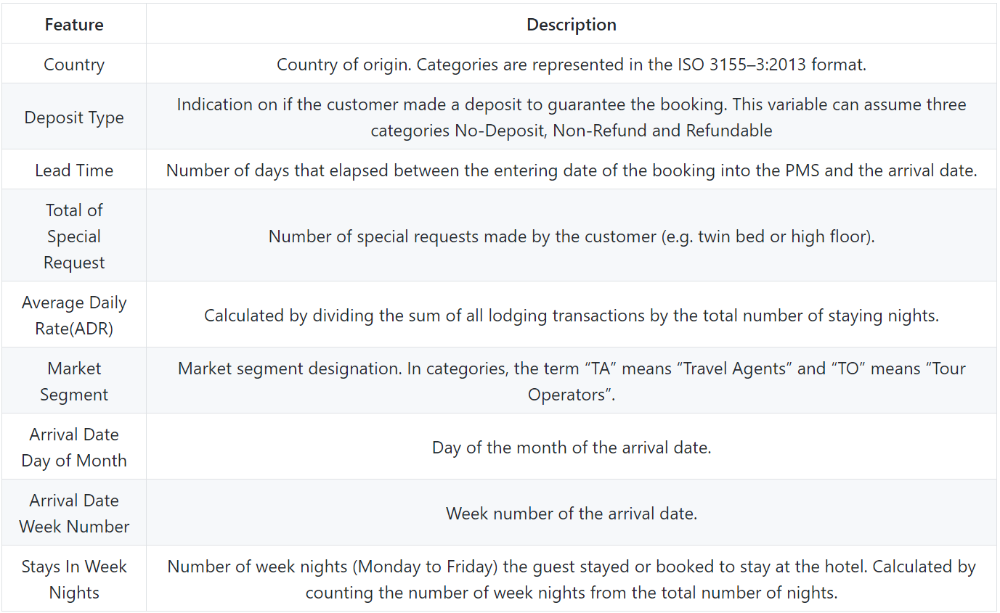 Feature
Description
Country
Country of origin. Categories are represented in the ISO 3155–3:2013 format.
Deposit Type
Indication on if the customer made a deposit to guarantee the booking. This variable can assume three
categories No-Deposit, Non-Refund and Refundable
Lead Time
Number of days that elapsed between the entering date of the booking into the PMS and the arrival date.
Total of
Special
Request
Number of special requests made by the customer (e.g. twin bed or high floor).
Average Daily
Rate(ADR)
Calculated by dividing the sum of all lodging transactions by the total number of staying nights.
Market
Segment
Market segment designation. In categories, the term “TA” means “Travel Agents” and “TO” means “Tour
Operators”.
Arrival Date
Day of Month
Day of the month of the arrival date.
Arrival Date
Week Number
Week number of the arrival date.
Stays In Week
Nights
Number of week nights (Monday to Friday) the guest stayed or booked to stay at the hotel. Calculated by
counting the number of week nights from the total number of nights.